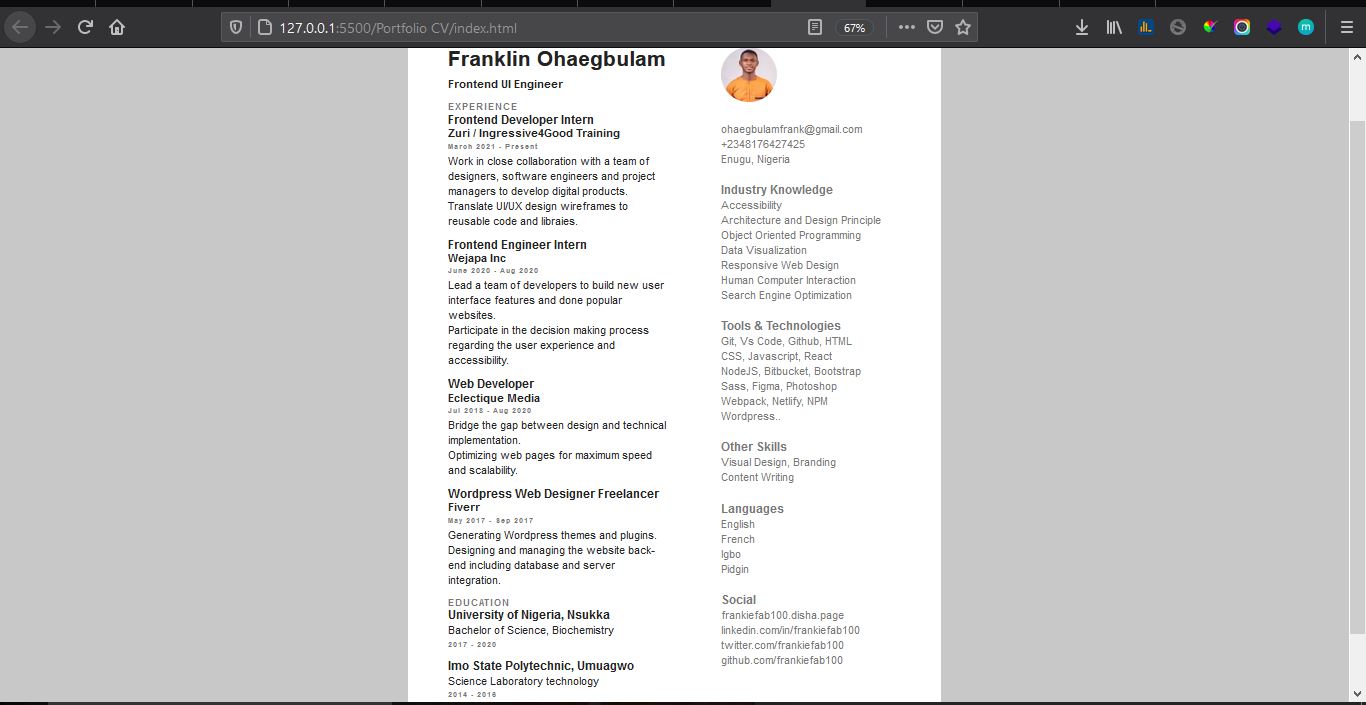 127.0.0.1:5500/Portfolio CV/index.html
67%
m
Franklin Ohaegbulam
Frontend UI Engineer
EXPERIENCE
Frontend Developer Intern
Zuri / Ingressive4Good Training
March 2021 - Present
Work in close collaboration with a team of
designers, software engineers and project
managers to develop digital products.
Translate UI/UX design wireframes to
reusable code and libraies.
Frontend Engineer Intern
Wejapa Inc
June 2020 - Aug 2020
Lead a team of developers to build new user
interface features and done popular
websites.
Participate in the decision making process
regarding the user experience and
accessibility.
Web Developer
Eclectique Media
Jul 2018 - Aug 2020
Bridge the gap between design and technical
implementation.
Optimizing web pages for maximum speed
and scalability.
Wordpress Web Designer Freelancer
Fiverr
May 2017 - Sep 2017
Generating Wordpress themes and plugins.
Designing and managing the website back-
end including database and server
integration.
EDUCATION
University of Nigeria, Nsukka
Bachelor of Science, Biochemistry
2017 - 2020
Imo State Polytechnic, Umuagwo
Science Laboratory technology
2014 - 2016
ohaegbulamfrank@gmail.com
+2348176427425
Enugu, Nigeria
Industry Knowledge
Accessibility
Architecture and Design Principle
Object Oriented Programming
Data Visualization
Responsive Web Design
Human Computer Interaction
Search Engine Optimization
Tools & Technologies
Git, Vs Code, Github, HTML
CSS, Javascript, React
NodeJS, Bitbucket, Bootstrap
Sass, Figma, Photoshop
Webpack, Netlify, NPM
Wordpress..
Other Skills
Visual Design, Branding
Content Writing
Languages
English
French
Igbo
Pidgin
Social
frankiefab100.disha.page
linkedin.com/in/frankiefab100
twitter.com/frankiefab100
github.com/frankiefab100